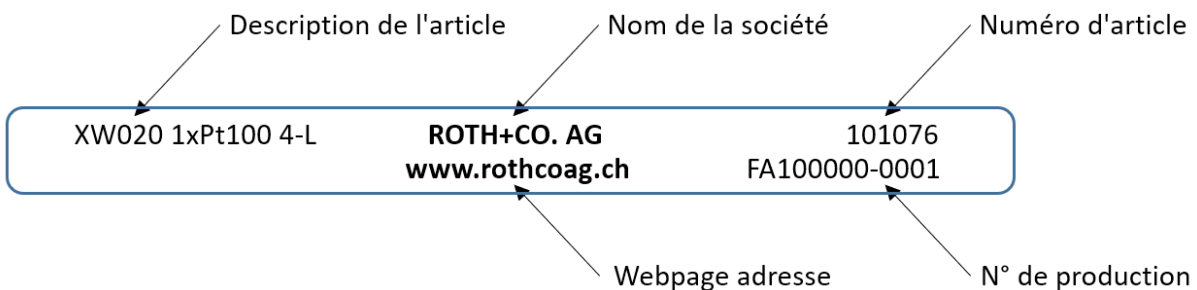 Description de l'article Nom de la société Numéro d'article
XW020 1xPt100 4-L ROTH+CO. AG 101076
www.rothcoag.ch FA100000-0001
Webpage adresse N° de production